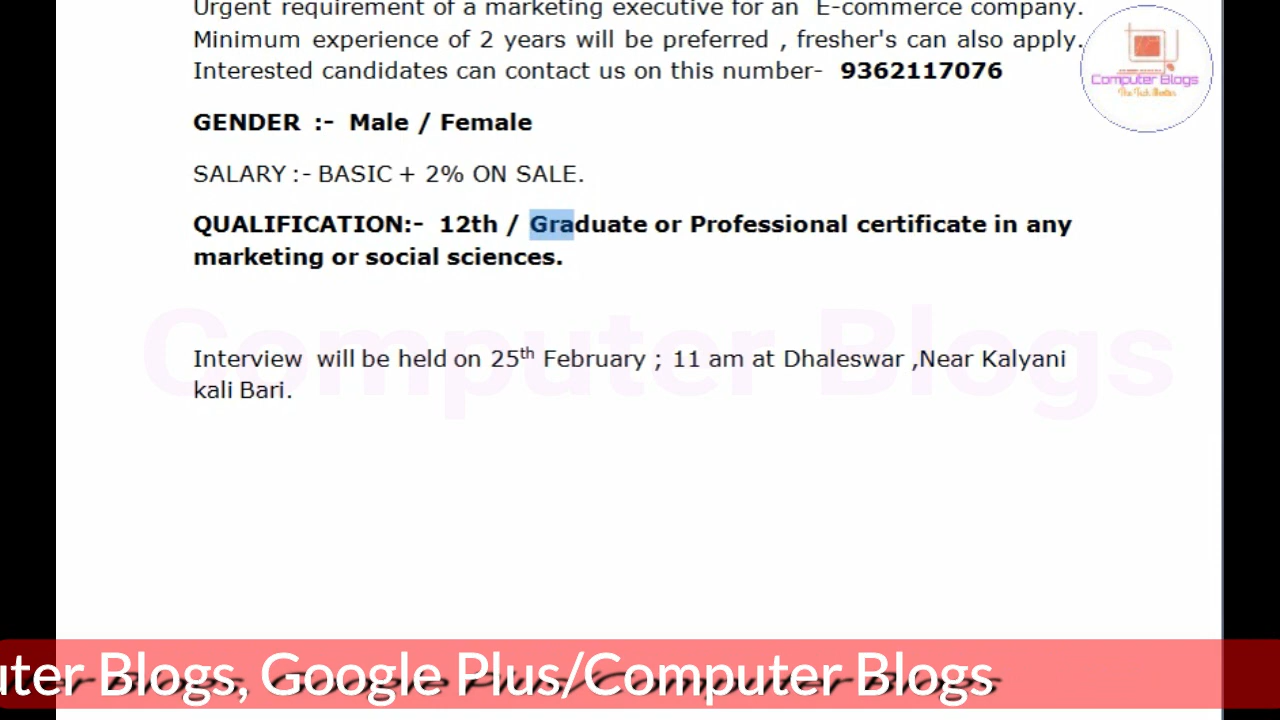 Urgent requirement of a marketing executive for an E-commerce company.
Minimum experience of 2 years will be preferred , fresher's can also apply.
Interested candidates can contact us on this number- 9362117076
GENDER :- Male / Female
SALARY :- BASIC + 2% ON SALE.
QUALIFICATION:- 12th / Graduate or Professional certificate in any
marketing or social sciences.
Interview will be held on 25th February ; 11 am at Dhaleswar ,Near Kalyani
kali Bari.
Computer Blogs
Computer Blogs
The Tech Master
uter Blogs, Google Plus/Computer Blogs